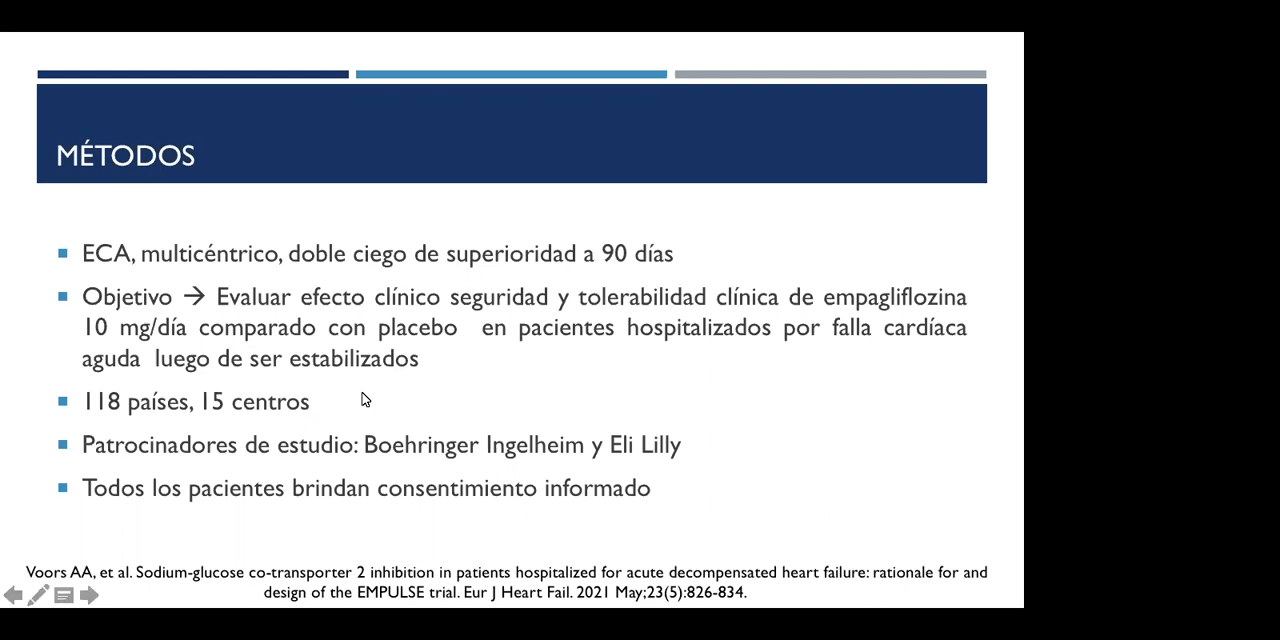 MÉTODOS
ECA, multicéntrico, doble ciego de superioridad a 90 días
Objetivo → Evaluar efecto clínico seguridad y tolerabilidad clínica de empagliflozina
10 mg/día comparado con placebo en pacientes hospitalizados por falla cardíaca
aguda luego de ser estabilizados
118 países, 15 centros
Patrocinadores de estudio: Boehringer Ingelheim y Eli Lilly
Todos los pacientes brindan consentimiento informado
Voors AA, et al. Sodium-glucose co-transporter 2 inhibition in patients hospitalized for acute decompensated heart failure: rationale for and
design of the EMPULSE trial. Eur J Heart Fail. 2021 May;23(5):826-834.